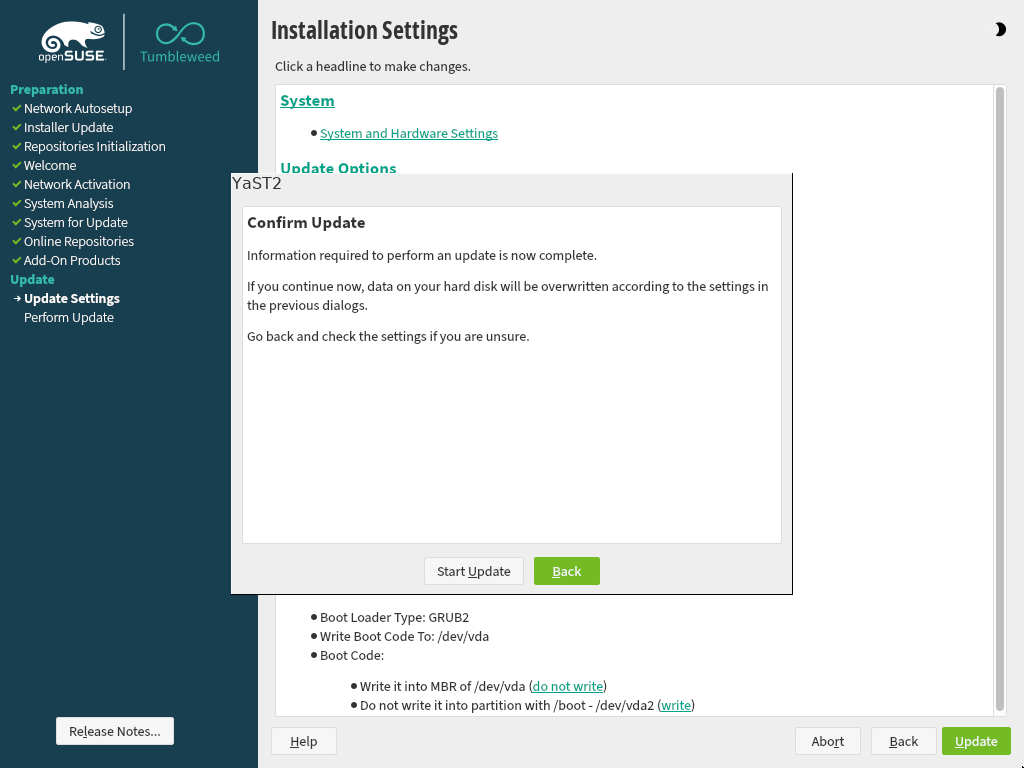 openSUSE
Tumbleweed
Preparation
Network Autosetup
Installer Update
Repositories Initialization
Welcome
Network Activation
System Analysis
System for Update
Online Repositories
Add-On Products
Update
Update Settings
Perform Update
Release Notes...
Installation Settings
Click a headline to make changes.
System
System and Hardware Settings
Update Options
YaST2
Confirm Update
Information required to perform an update is now complete.
If you continue now, data on your hard disk will be overwritten according to the settings in
the previous dialogs.
Go back and check the settings if you are unsure.
Start Update
Back
Boot Loader Type: GRUB2
Write Boot Code To: /dev/vda
Boot Code:
Write it into MBR of /dev/vda (do not write)
Do not write it into partition with /boot - /dev/vda2 (write)
Help
Abort
Back
Update